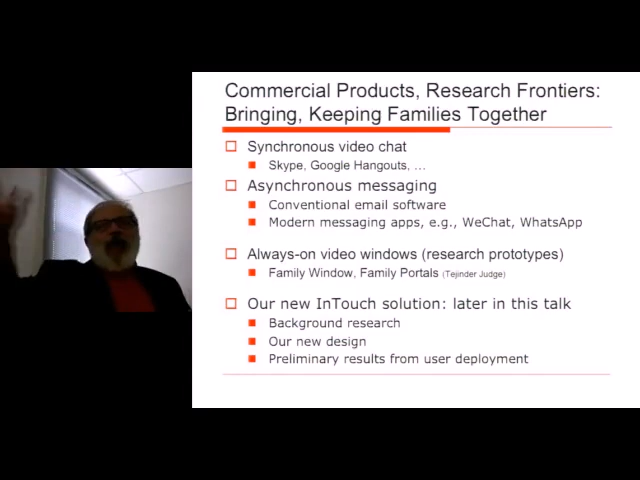 Commercial Products, Research Frontiers:
Bringing, Keeping Families Together
Synchronous video chat
Skype, Google Hangouts, ...
Asynchronous messaging
Conventional email software
Modern messaging apps, e.g., WeChat, WhatsApp
Always-on video windows (research prototypes)
Family Window, Family Portals (Tejinder Judge)
Our new InTouch solution: later in this talk
Background research
Our new design
Preliminary results from user deployment